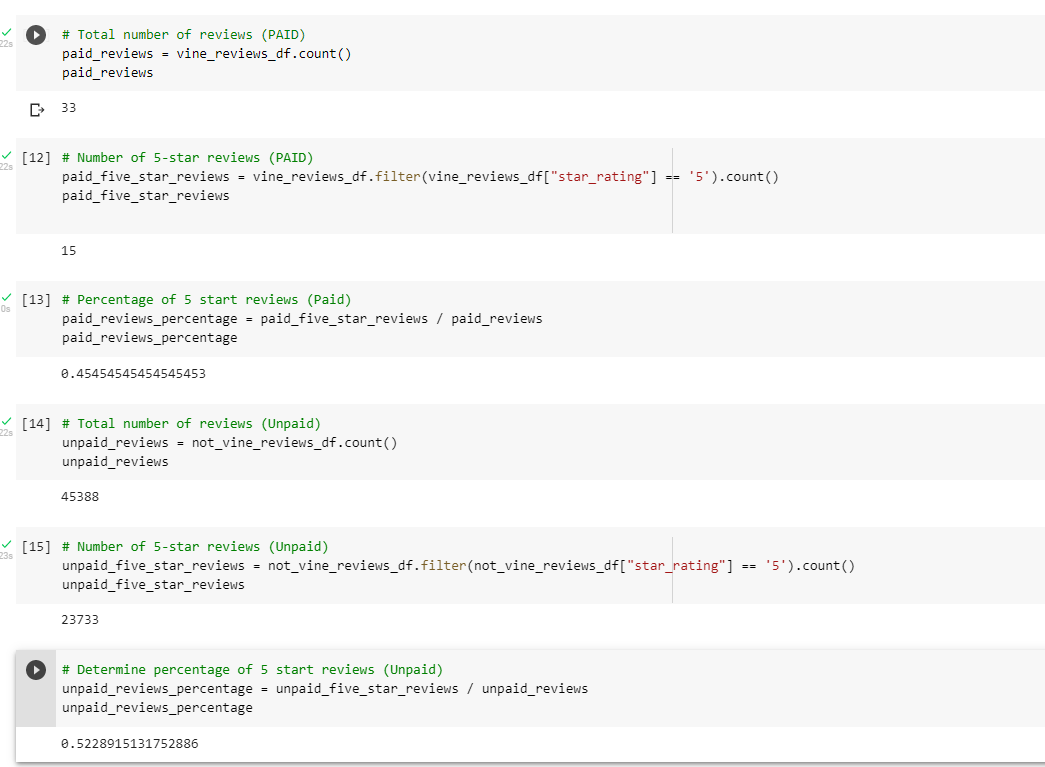 22s
# Total number of reviews (PAID)
paid_reviews = vine_reviews_df.count()
paid_reviews
33
22s
[12] # Number of 5-star reviews (PAID)
paid_five_star_reviews = vine_reviews_df.filter(vine_reviews_df["star_rating"] == '5').count()
paid_five_star_reviews
15
0s
[13] # Percentage of 5 start reviews (Paid)
paid_reviews_percentage = paid_five_star_reviews / paid_reviews
paid_reviews_percentage
0.45454545454545453
22s
[14] # Total number of reviews (Unpaid)
unpaid_reviews = not_vine_reviews_df.count()
unpaid_reviews
45388
23s
[15] # Number of 5-star reviews (Unpaid)
unpaid_five_star_reviews = not_vine_reviews_df.filter(not_vine_reviews_df["star_rating"] == '5').count()
unpaid_five_star_reviews
23733
# Determine percentage of 5 start reviews (Unpaid)
unpaid_reviews_percentage = unpaid_five_star_reviews / unpaid_reviews
unpaid_reviews_percentage
0.5228915131752886